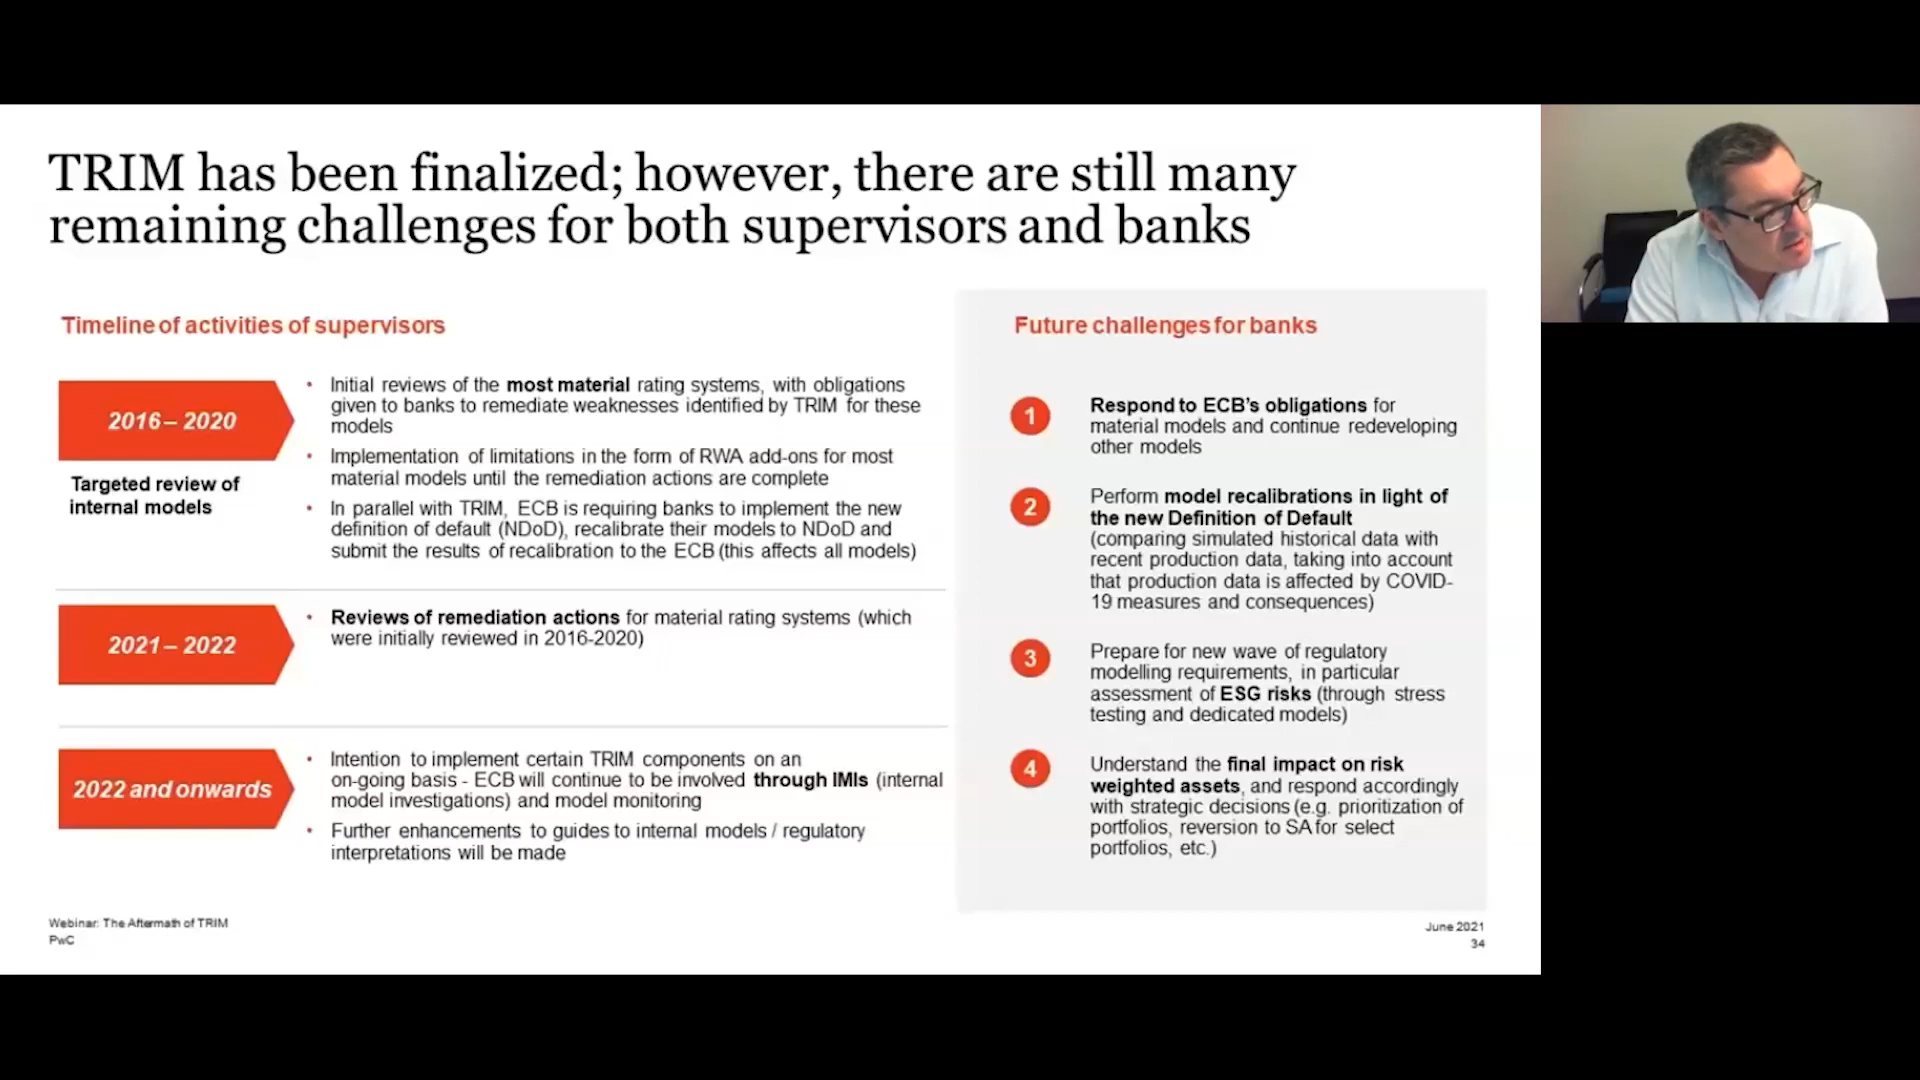 TRIM has been finalized; however, there are still many
remaining challenges for both supervisors and banks
Timeline of activities of supervisors
2016 – 2020
Targeted review of
internal models
• Initial reviews of the most material rating systems, with obligations
given to banks to remediate weaknesses identified by TRIM for these
models
• Implementation of limitations in the form of RWA add-ons for most
material models until the remediation actions are complete
• In parallel with TRIM, ECB is requiring banks to implement the new
definition of default (NDoD), recalibrate their models to NDoD and
submit the results of recalibration to the ECB (this affects all models)
2021 – 2022
• Reviews of remediation actions for material rating systems (which
were initially reviewed in 2016-2020)
2022 and onwards
• Intention to implement certain TRIM components on an
on-going basis - ECB will continue to be involved through IMIs (internal
model investigations) and model monitoring
• Further enhancements to guides to internal models / regulatory
interpretations will be made
Future challenges for banks
1
Respond to ECB's obligations for
material models and continue redeveloping
other models
2
Perform model recalibrations in light of
the new Definition of Default
(comparing simulated historical data with
recent production data, taking into account
that production data is affected by COVID-
19 measures and consequences)
3
Prepare for new wave of regulatory
modelling requirements, in particular
assessment of ESG risks (through stress
testing and dedicated models)
4
Understand the final impact on risk
weighted assets, and respond accordingly
with strategic decisions (e.g. prioritization of
portfolios, reversion to SA for select
portfolios, etc.)
Webinar: The Aftermath of TRIM
PwC
June 2021
34